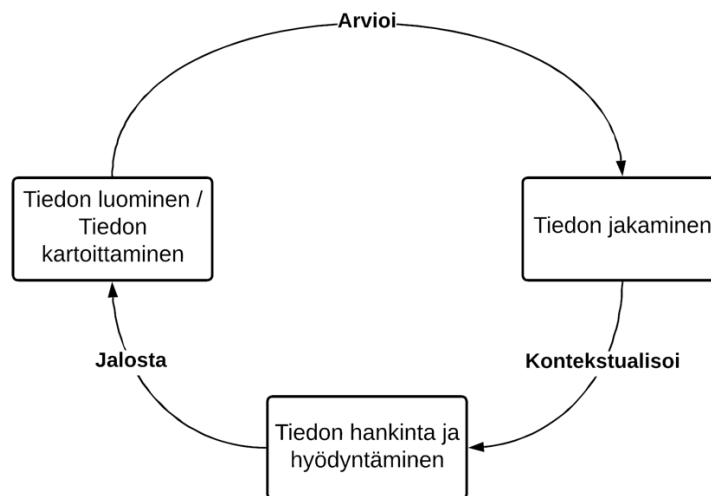 Arvioi
Tiedon luominen /
Tiedon
kartoittaminen
Tiedon jakaminen
Jalosta
Kontekstualisoi
Tiedon hankinta ja
hyödyntäminen